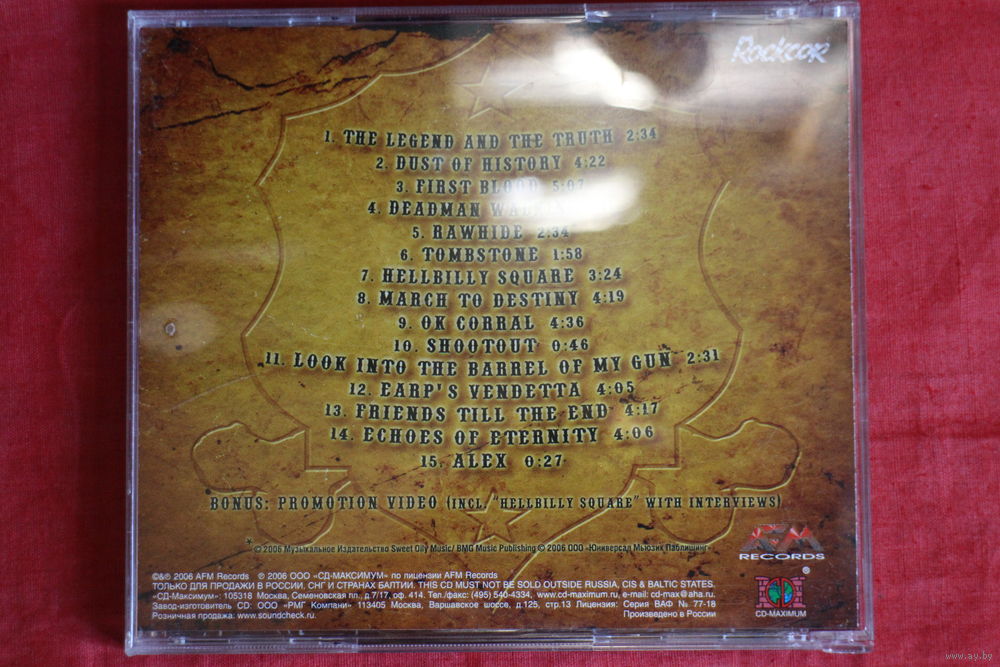 Rockcor
1. THE LEGEND AND THE TRUTH 2:34
2. DUST OF HISTORY 4:22
3. FIRST BLOOD 5:07
4. DEADMAN
5. RAWHIDE 2:34
6. TOMBSTONE 1:58
7. HELLBILLY SQUARE 3:24
8. MARCH TO DESTINY 4:19
9. OK CORRAL 4:36
10. SHOOTOUT 0:46
11. LOOK INTO THE BARREL OF MY GUN 2:31
12. EARP'S VENDETTA 4:05
13. FRIENDS TILL THE END 4:17
14. ECHOES OF ETERNITY 4:06
15. ALEX 0:27
BONUS: PROMOTION VIDEO (INCL. "HELLBILLY SQUARE" WITH INTERVIEWS)
* © 2006 Музыкальное Издательство Sweet Oily Music/ BMG Music Publishing © 2006 ООО «Юниверсал Мьюзик Паблишинг»
AFM
RECORDS
©&® 2006 AFM Records ℗ 2006 ООО «СД-МАКСИМУМ» по лицензии AFM Records
ТОЛЬКО ДЛЯ ПРОДАЖИ В РОССИИ, СНГ И СТРАНАХ БАЛТИИ. THIS CD MUST NOT BE SOLD OUTSIDE RUSSIA, CIS & BALTIC STATES.
«СД-Максимум»: 105318 Москва, Семеновская пл., д.7/17, оф. 414. Тел./факс: (495) 540-4334, www.cd-maximum.ru, e-mail: cd-max@aha.ru.
Завод-изготовитель CD: ООО «РМГ Компани» 113405 Москва, Варшавское шоссе, д.125, стр.13 Лицензия: Серия ВАФ № 77-18
Розничная продажа: www.soundcheck.ru. Произведено в России
®
CD-MAXIMUM
www.ay.by